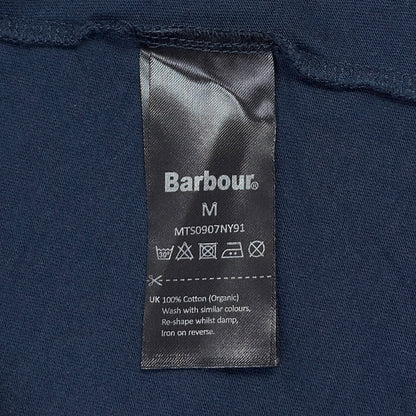 Barbour®
M
MTS0907NY91
30°
UK 100% Cotton (Organic)
Wash with similar colours,
Re-shape whilst damp,
Iron on reverse.